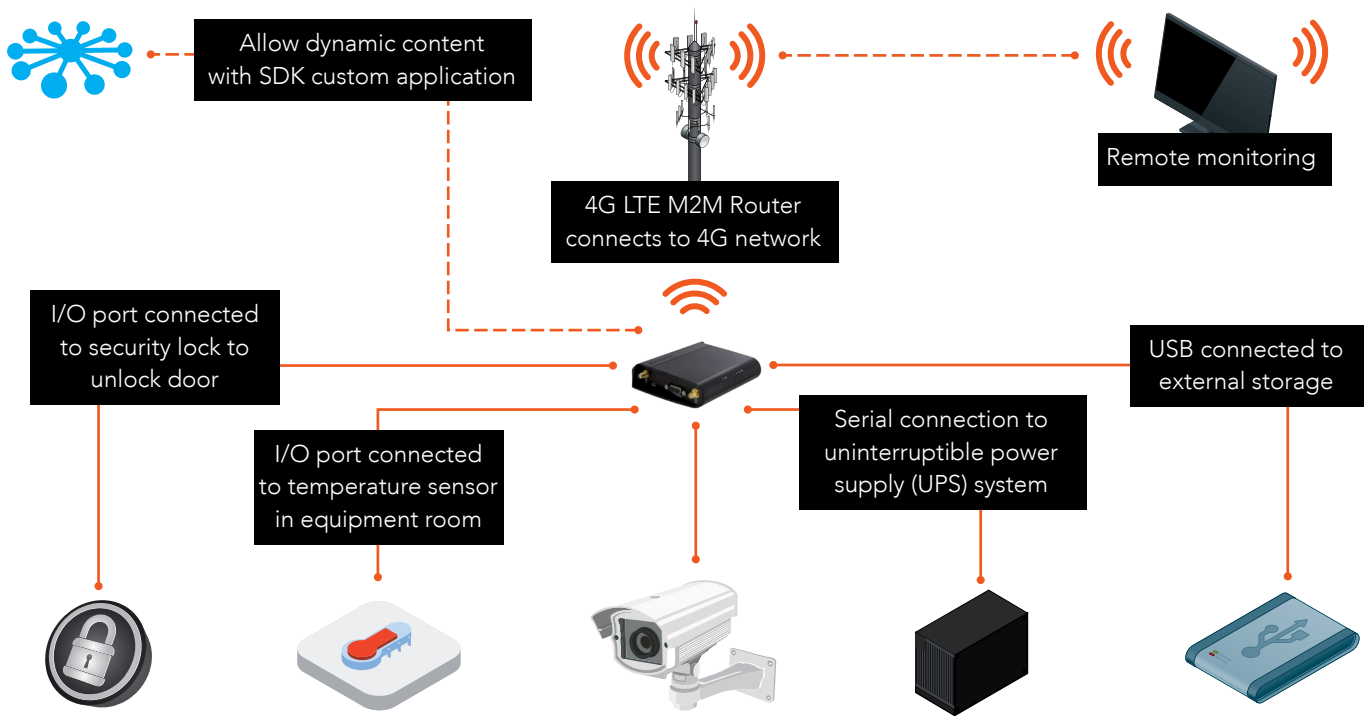 Allow dynamic content
with SDK custom application
Remote monitoring
4G LTE M2M Router
connects to 4G network
I/O port connected
to security lock to
unlock door
USB connected to
external storage
I/O port connected
to temperature sensor
in equipment room
Serial connection to
uninterruptible power
supply (UPS) system